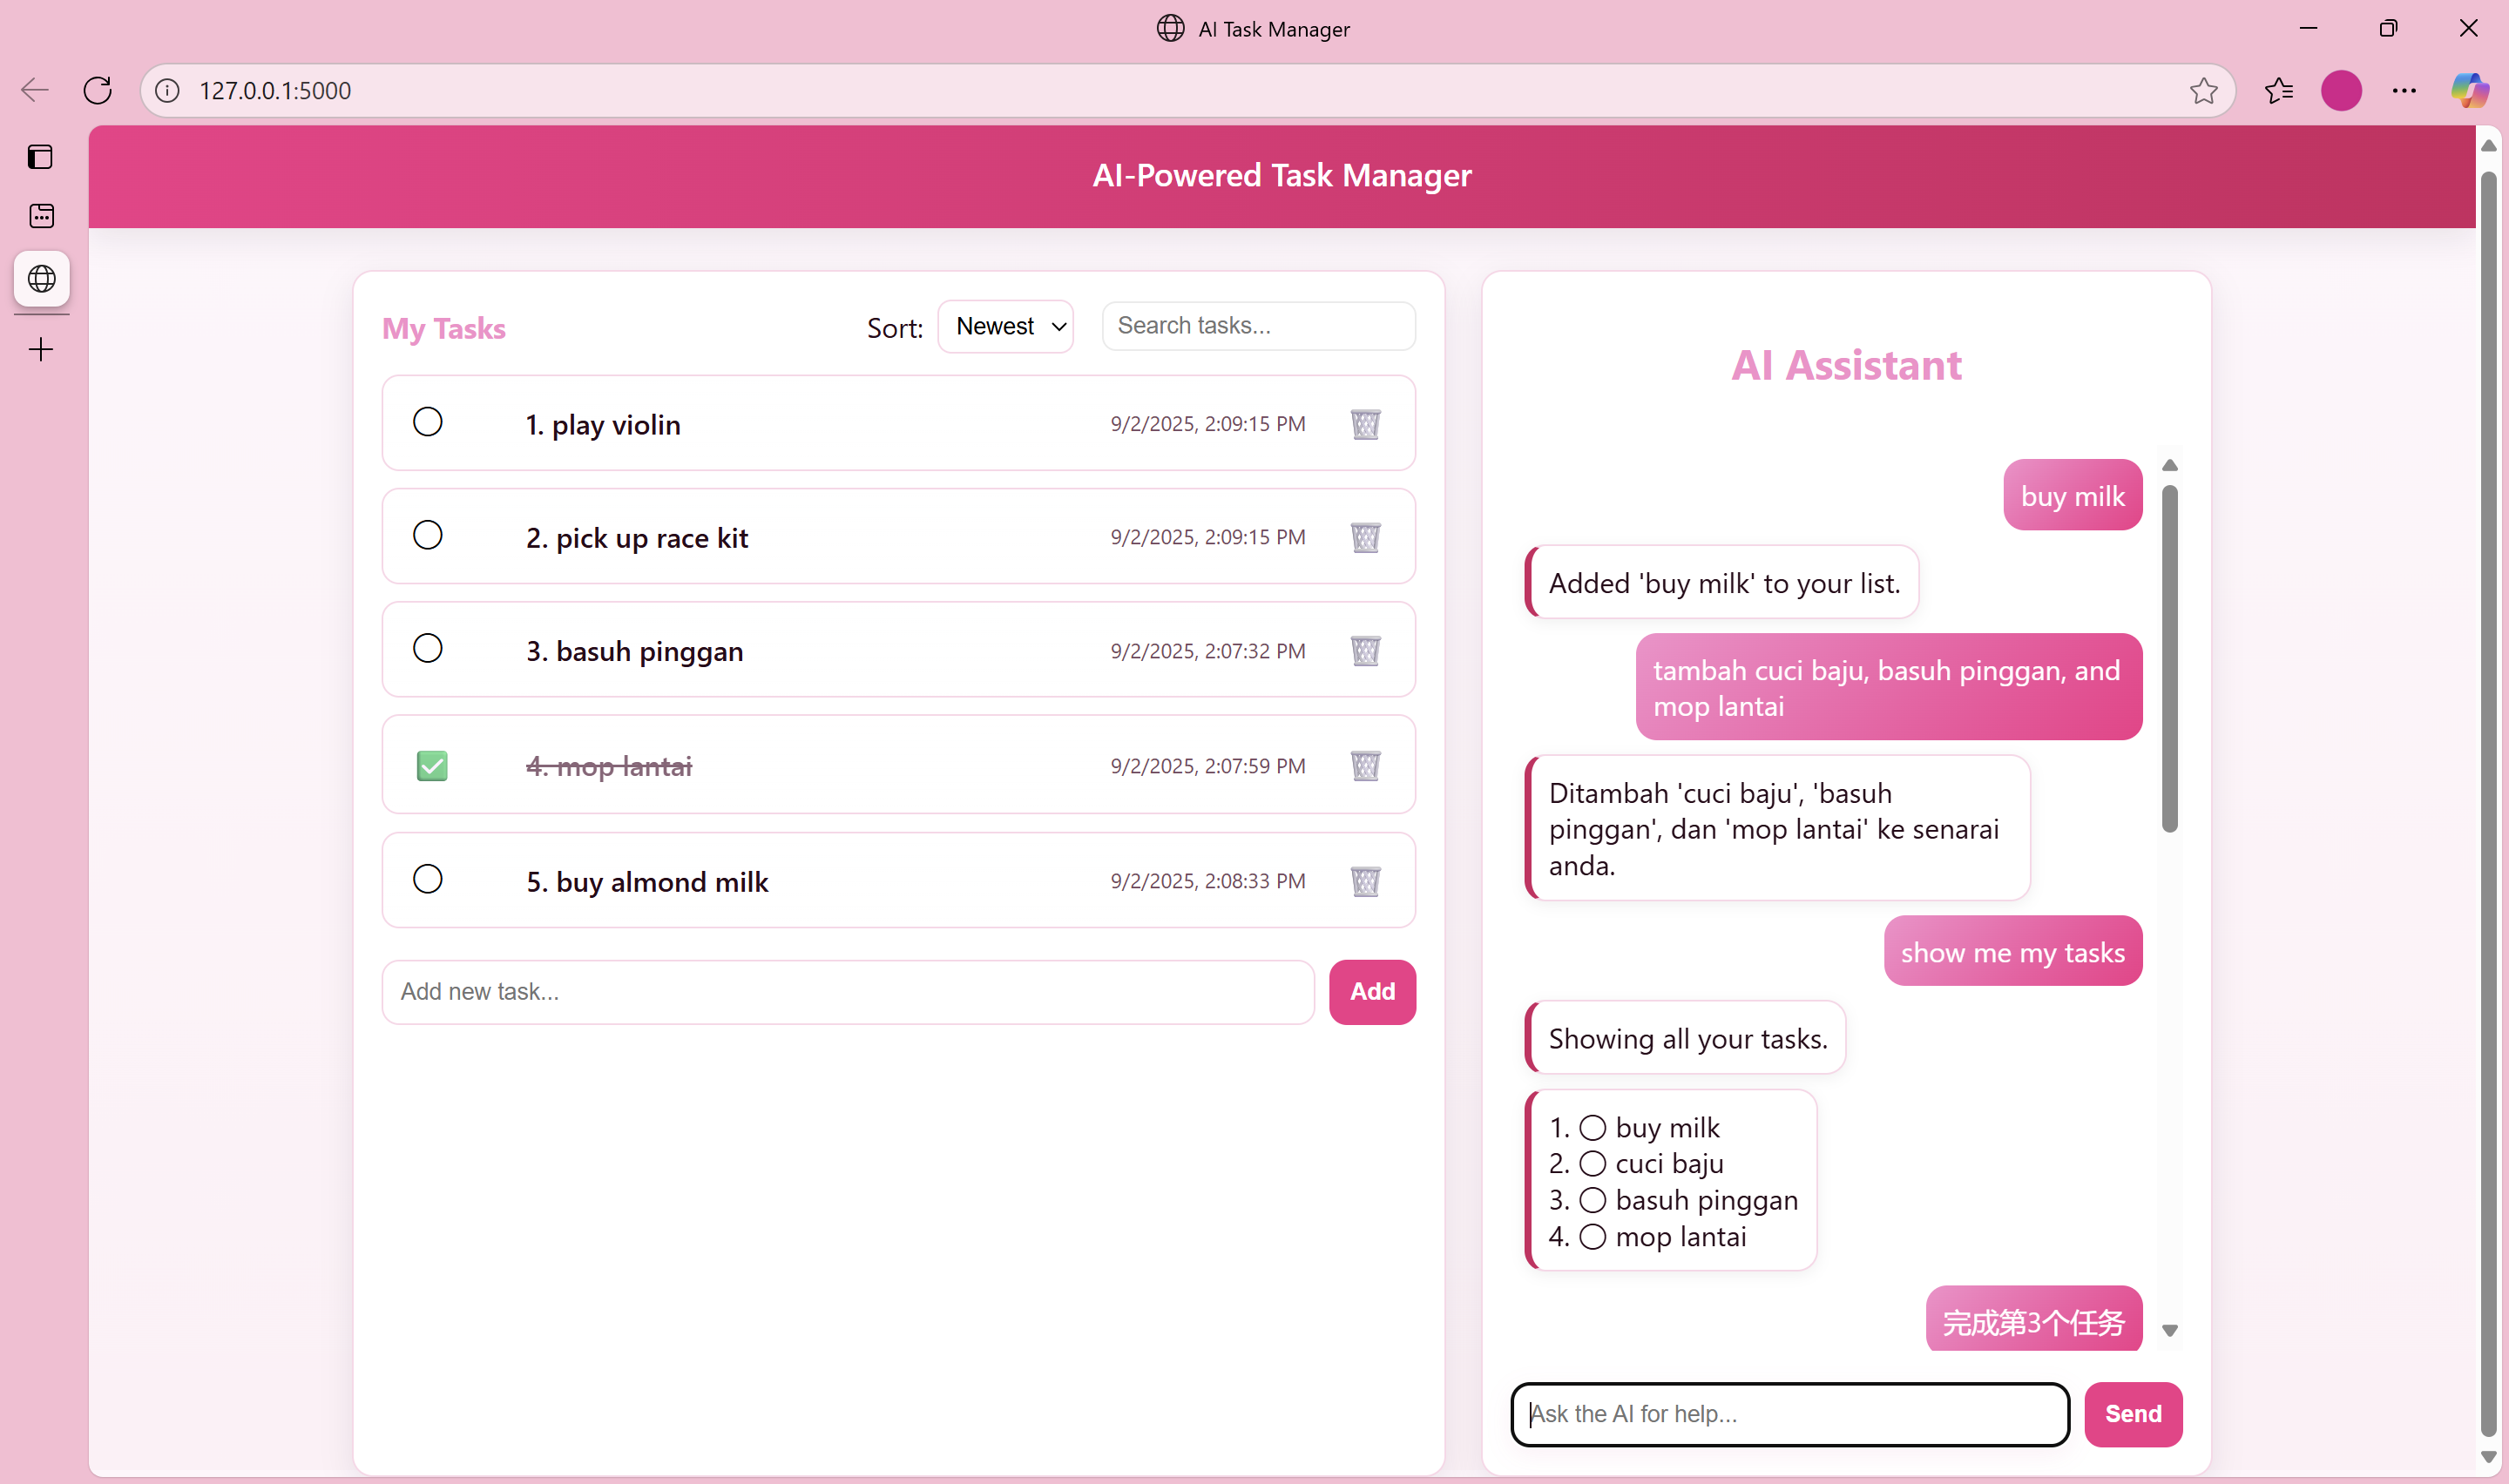 AI Task Manager
127.0.0.1:5000
AI-Powered Task Manager
My Tasks
Sort:
Newest
Search tasks...
1. play violin
9/2/2025, 2:09:15 PM
2. pick up race kit
9/2/2025, 2:09:15 PM
3. basuh pinggan
9/2/2025, 2:07:32 PM
4. mop lantai
9/2/2025, 2:07:59 PM
5. buy almond milk
9/2/2025, 2:08:33 PM
Add new task...
Add
AI Assistant
buy milk
Added 'buy milk' to your list.
tambah cuci baju, basuh pinggan, and
mop lantai
Ditambah 'cuci baju', 'basuh
pinggan', dan 'mop lantai' ke senarai
anda.
show me my tasks
Showing all your tasks.
1. buy milk
2. cuci baju
3. basuh pinggan
4. mop lantai
完成第3个任务
Ask the AI for help...
Send